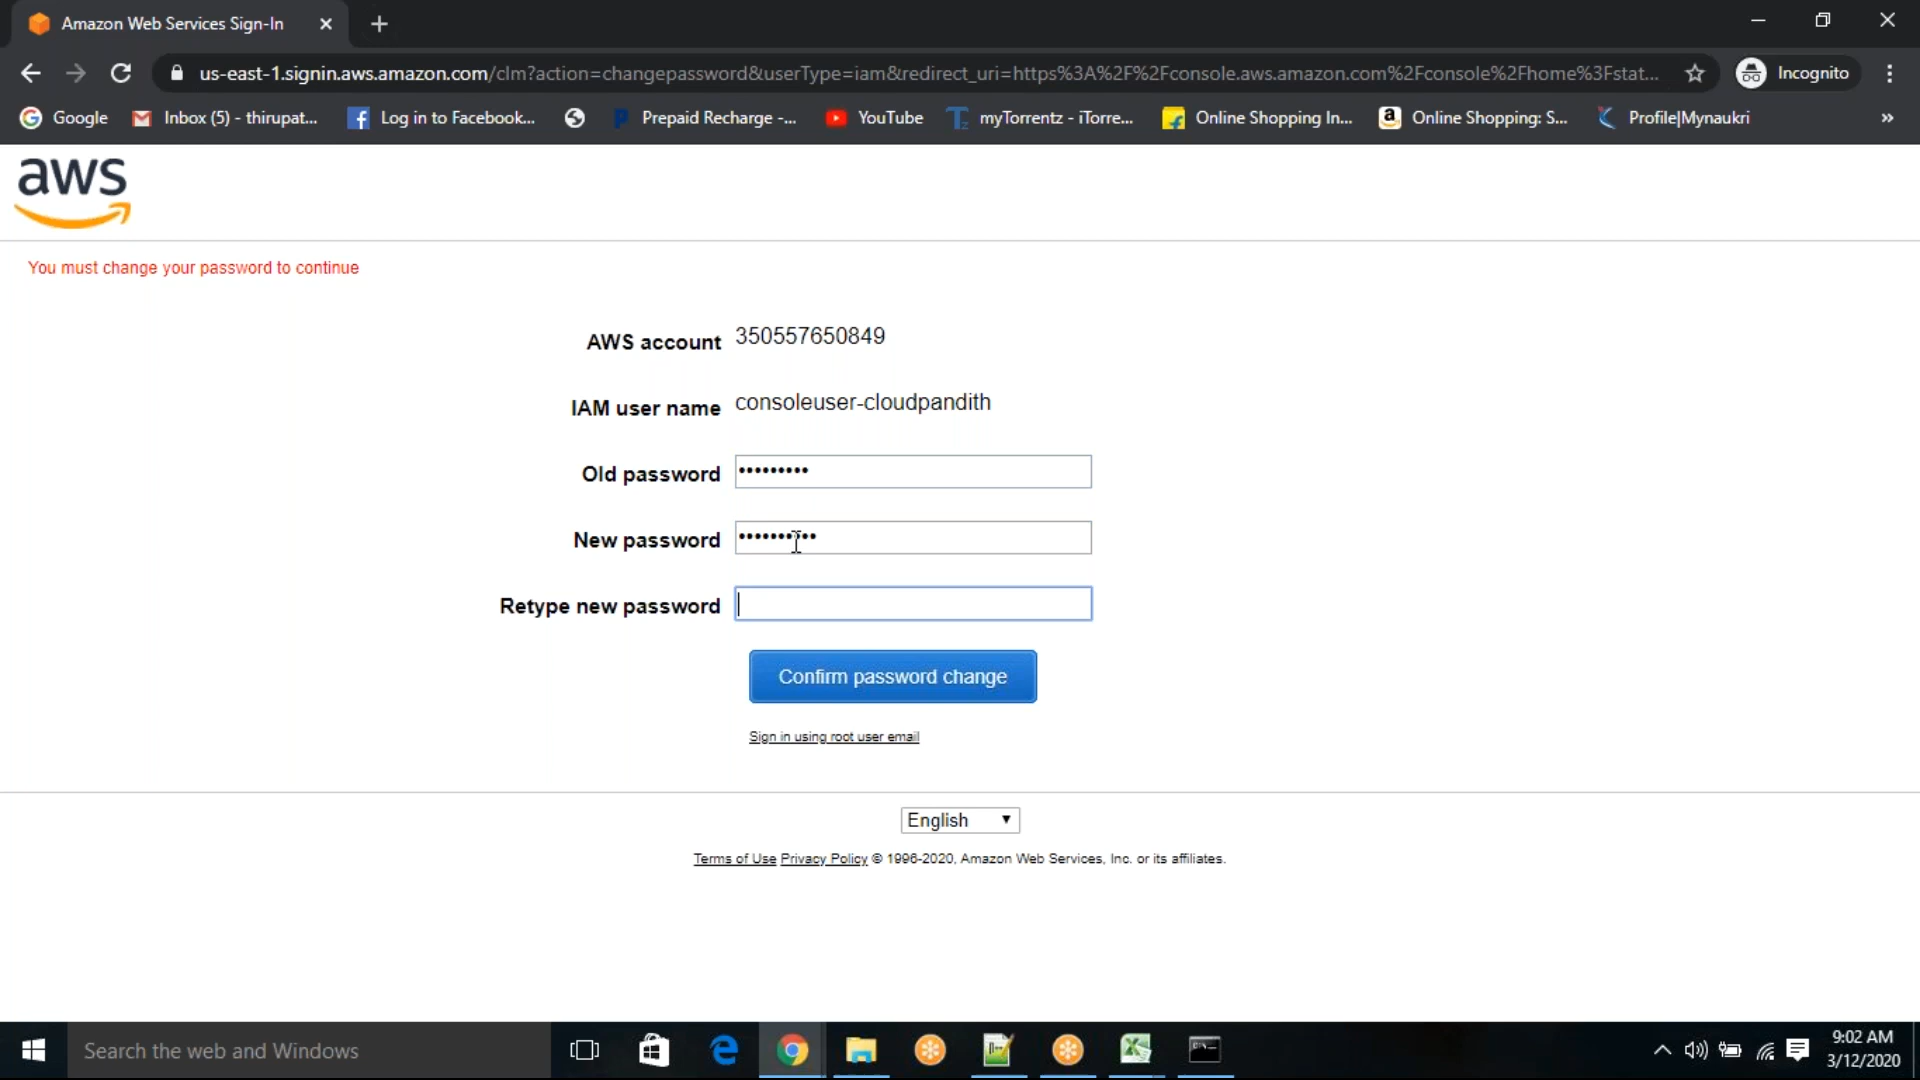 Amazon Web Services Sign-In
us-east-1.signin.aws.amazon.com/clm?action=changepassword&userType=iam&redirect_uri=https%3A%2F%2Fconsole.aws.amazon.com%2Fconsole%2Fhome%3Fstat...
Incognito
Google
Inbox (5) - thirupat...
Log in to Facebook...
Prepaid Recharge -...
YouTube
myTorrentz - iTorre...
Online Shopping In...
Online Shopping: S...
Profile|Mynaukri
»
aws
You must change your password to continue
AWS account 350557650849
IAM user name consoleuser-cloudpandith
Old password •••••••••
New password ••••••••••
Retype new password
Confirm password change
Sign in using root user email
English
Terms of Use Privacy Policy © 1996-2020, Amazon Web Services, Inc. or its affiliates.
Search the web and Windows
9:02 AM
3/12/2020